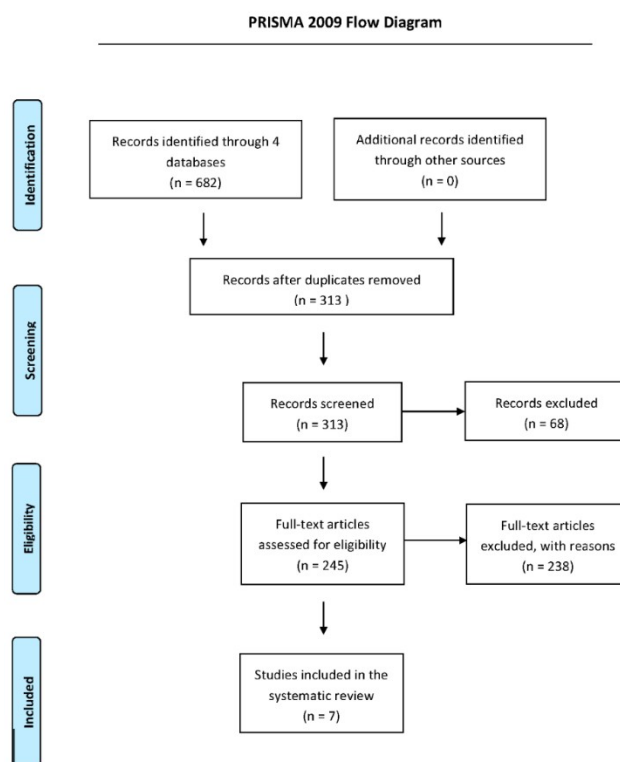 PRISMA 2009 Flow Diagram
Identification
Records identified through 4
databases
(n = 682)
Additional records identified
through other sources
(n = 0)
Records after duplicates removed
(n = 313 )
Screening
Records screened
(n = 313)
Records excluded
(n = 68)
Eligibility
Full-text articles
assessed for eligibility
(n = 245)
Full-text articles
excluded, with reasons
(n = 238)
Included
Studies included in the
systematic review
(n = 7)